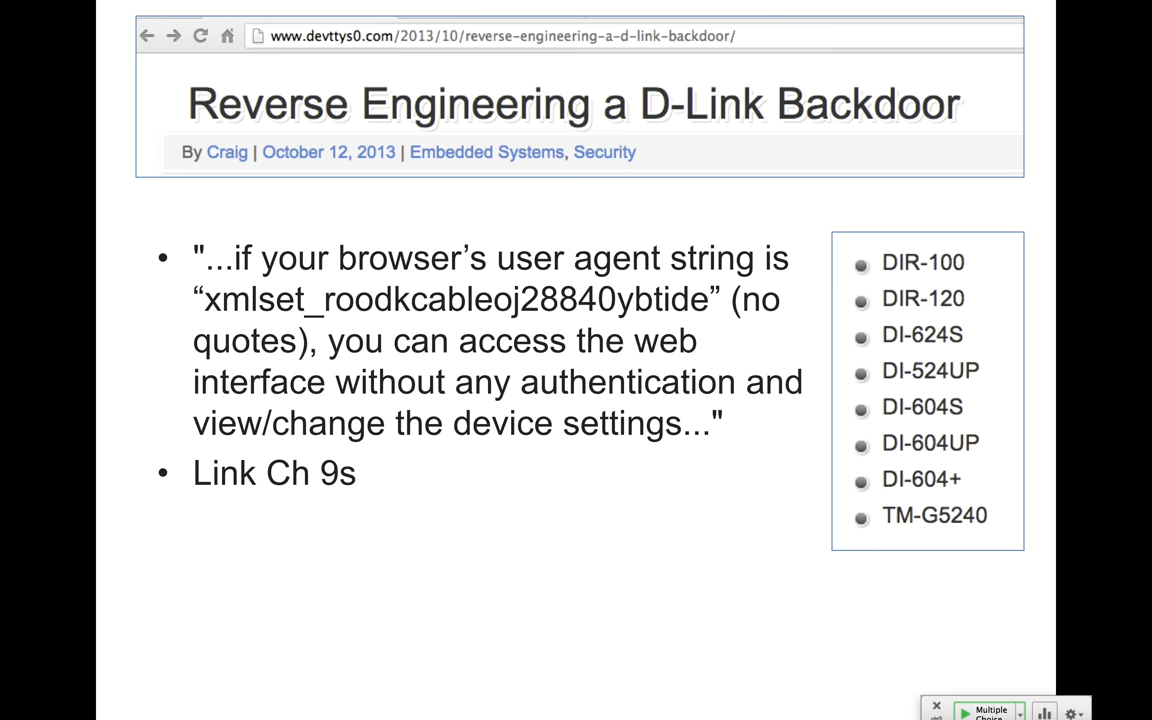 www.devttys0.com/2013/10/reverse-engineering-a-d-link-backdoor/
Reverse Engineering a D-Link Backdoor
By Craig | October 12, 2013 | Embedded Systems, Security
• "...if your browser’s user agent string is
“xmlset_roodkcableoj28840ybtide” (no
quotes), you can access the web
interface without any authentication and
view/change the device settings..."
• Link Ch 9s
DIR-100
DIR-120
DI-624S
DI-524UP
DI-604S
DI-604UP
DI-604+
TM-G5240
Multiple
Choice